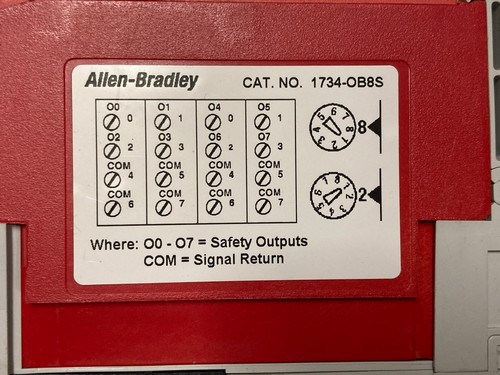 Allen-Bradley CAT. NO. 1734-OB8S
O0 O1 O4 O5
0 1 0 1
O2 O3 O6 O7
2 3 2 3
COM COM COM COM
4 5 4 5
COM COM COM COM
6 7 6 7
8
2
Where: O0 - O7 = Safety Outputs
COM = Signal Return